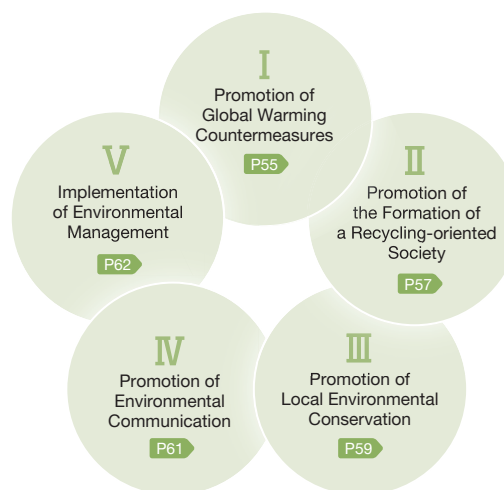 I
Promotion of
Global Warming
Countermeasures
P55
II
Promotion of
the Formation of
a Recycling-oriented
Society
P57
III
Promotion of
Local Environmental
Conservation
P59
IV
Promotion of
Environmental
Communication
P61
V
Implementation
of Environmental
Management
P62